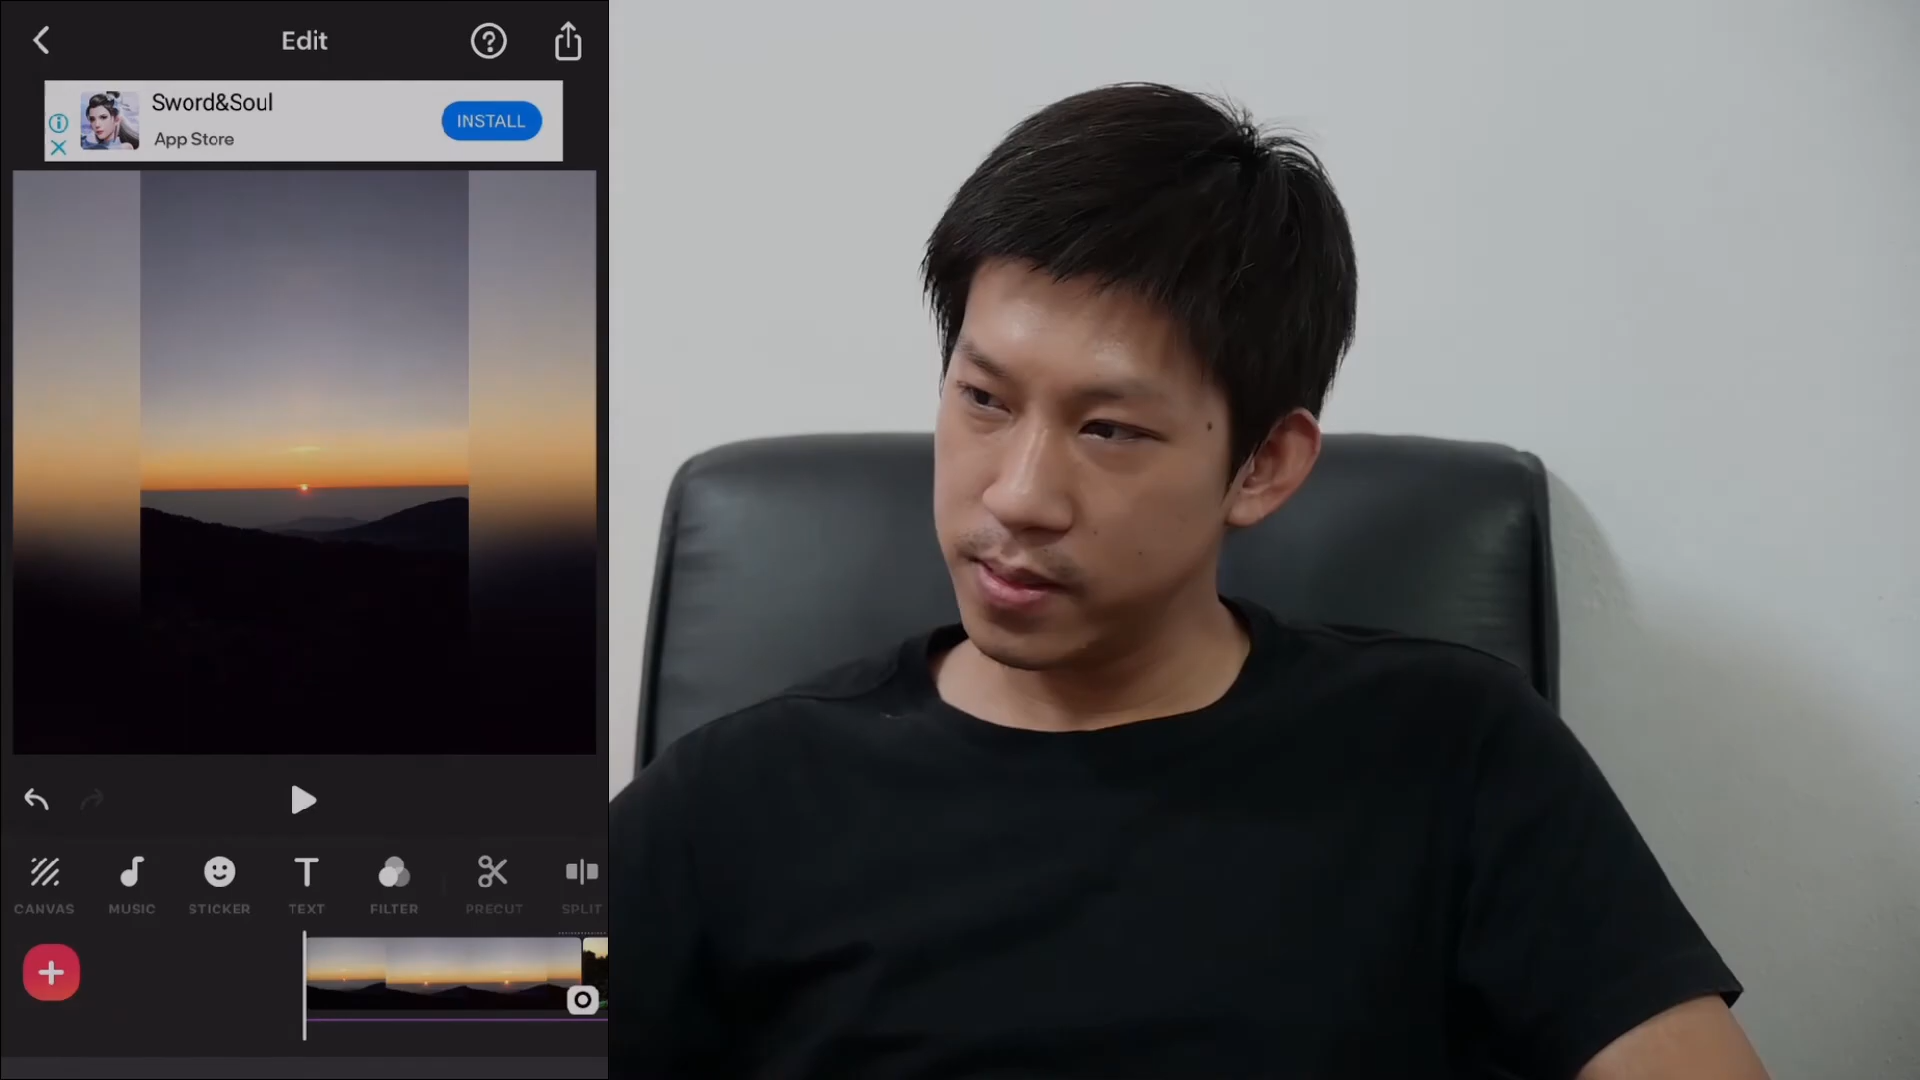 Edit
Sword&Soul
App Store
INSTALL
CANVAS MUSIC STICKER TEXT FILTER PRECUT SPLIT